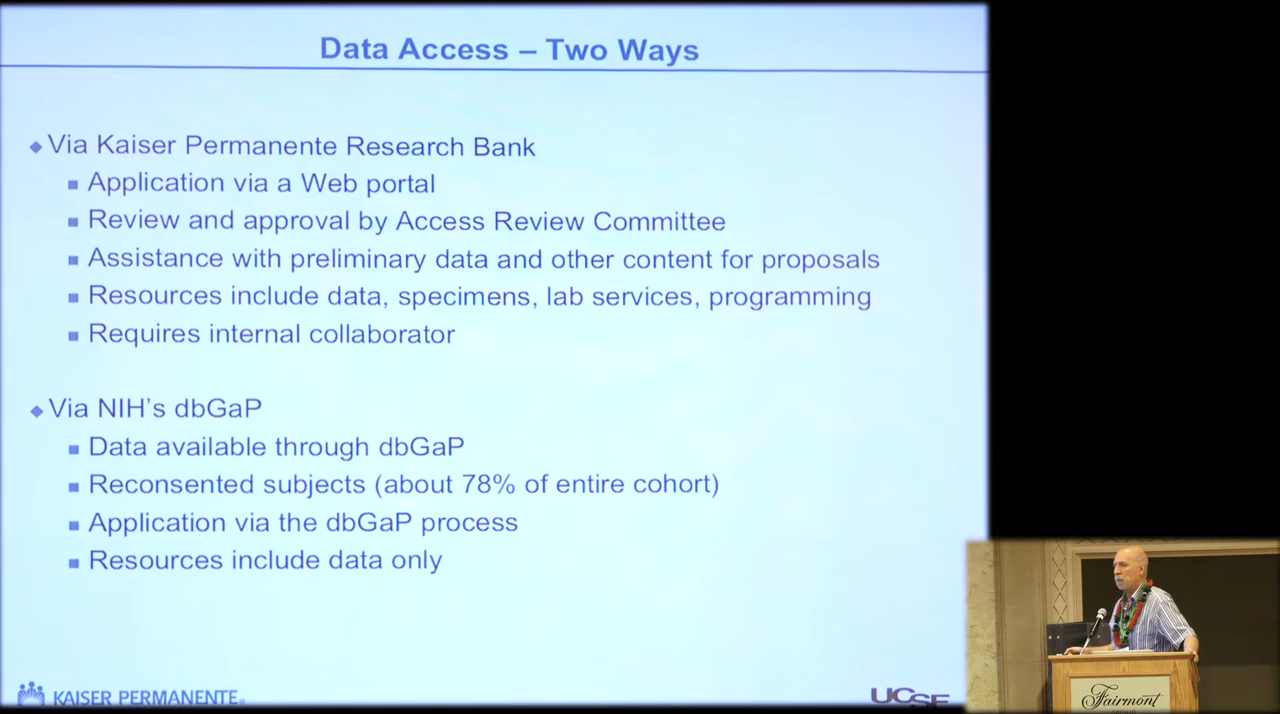 Data Access – Two Ways
Via Kaiser Permanente Research Bank
Application via a Web portal
Review and approval by Access Review Committee
Assistance with preliminary data and other content for proposals
Resources include data, specimens, lab services, programming
Requires internal collaborator
Via NIH's dbGaP
Data available through dbGaP
Reconsented subjects (about 78% of entire cohort)
Application via the dbGaP process
Resources include data only
KAISER PERMANENTE
UCSF
Fairmont